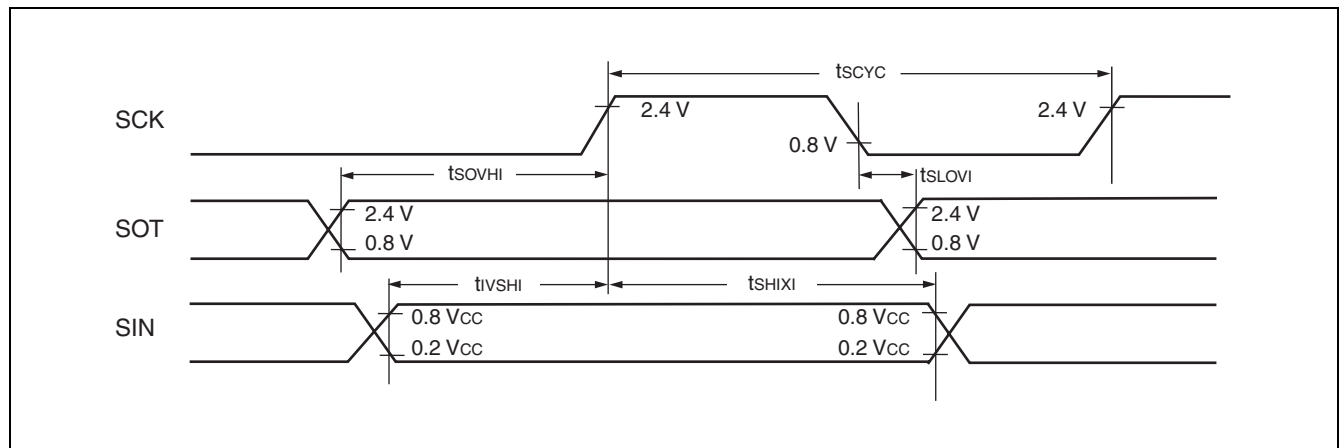 tSCYC
SCK
2.4 V
0.8 V
2.4 V
tSOVHI
tSLOVI
SOT
2.4 V
0.8 V
2.4 V
0.8 V
tIVSHI
tSHIXI
SIN
0.8 VCC
0.2 VCC
0.8 VCC
0.2 VCC